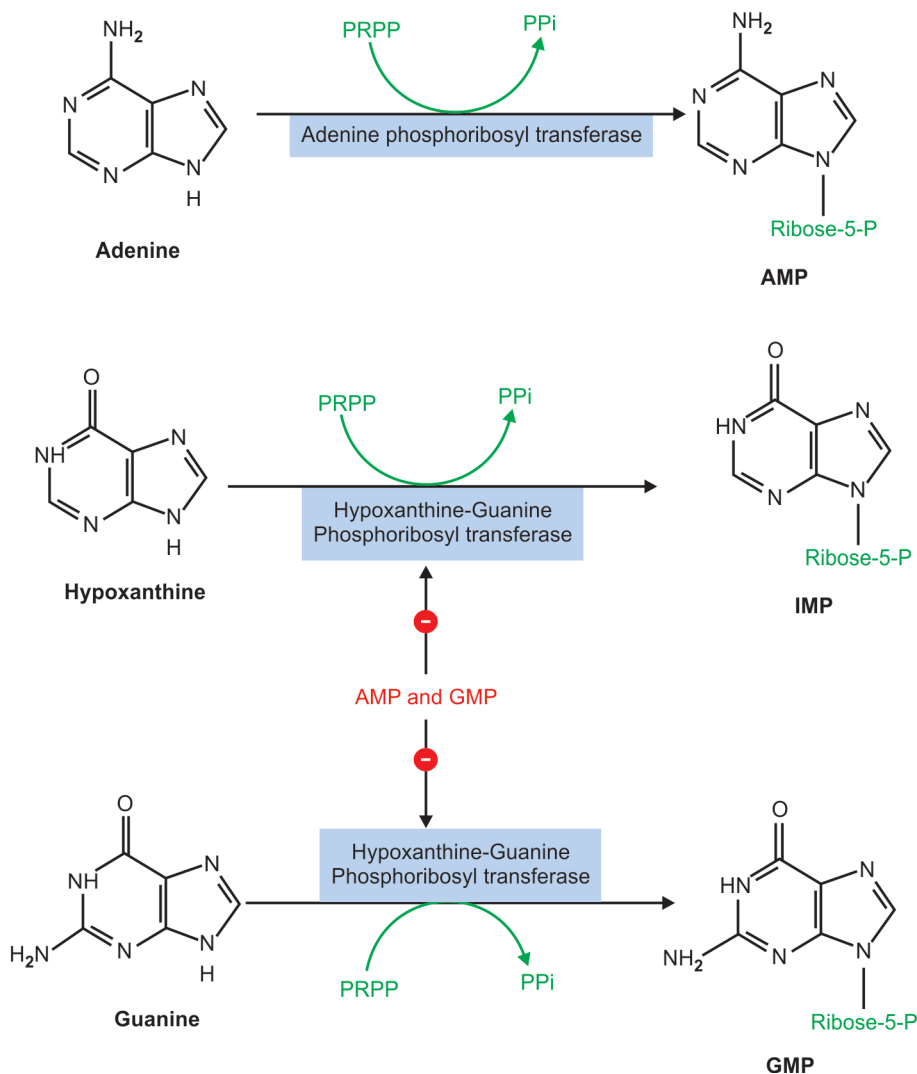 NH2
PRPP
PPi
NH2
N
N
N
N
H
Adenine phosphoribosyl transferase
N
N
N
N
Ribose-5-P
Adenine
AMP
O
PRPP
PPi
O
NH
N
N
N
H
Hypoxanthine-Guanine
Phosphoribosyl transferase
HN
N
N
N
Ribose-5-P
Hypoxanthine
IMP
−
AMP and GMP
−
O
O
Hypoxanthine-Guanine
Phosphoribosyl transferase
NH
N
H2N
N
N
H
HN
N
NH2
N
N
PRPP
PPi
Ribose-5-P
Guanine
GMP